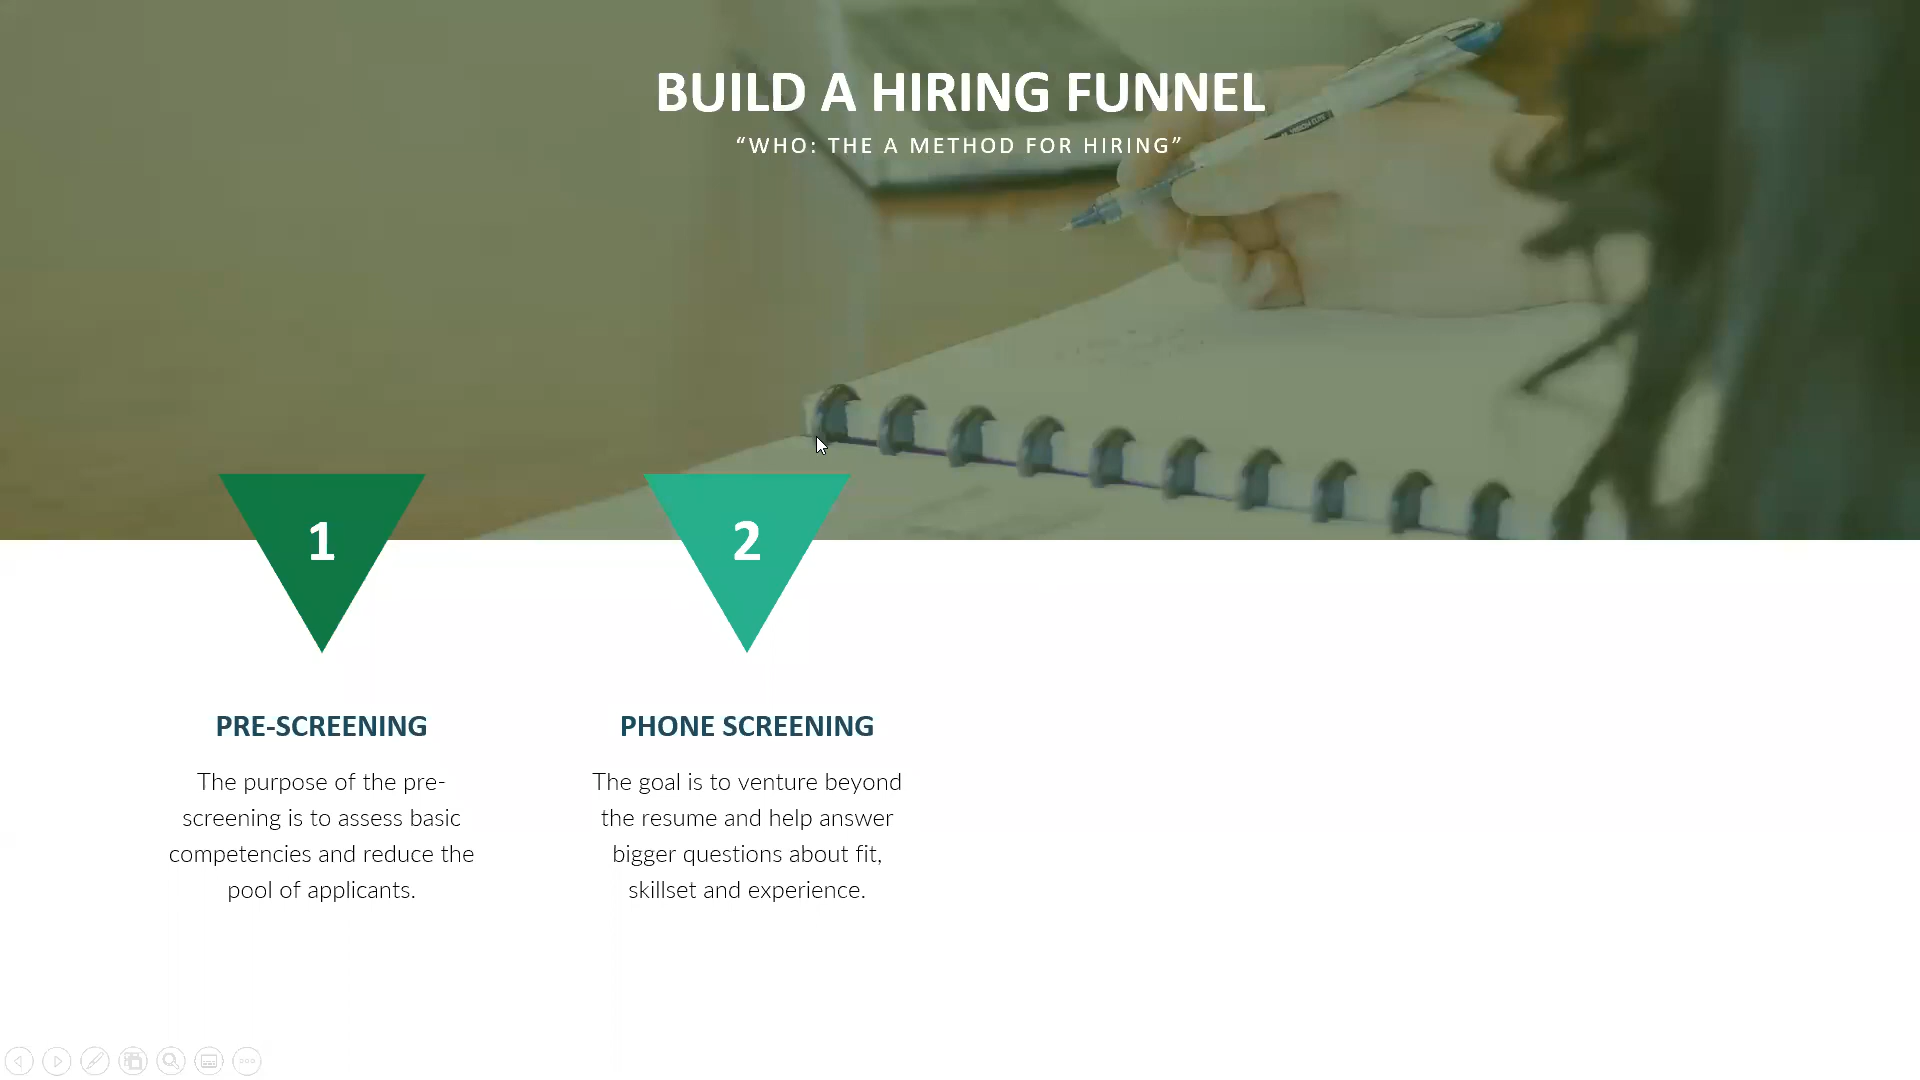 BUILD A HIRING FUNNEL
“WHO: THE A METHOD FOR HIRING”
1
2
PRE-SCREENING
The purpose of the pre-
screening is to assess basic
competencies and reduce the
pool of applicants.
PHONE SCREENING
The goal is to venture beyond
the resume and help answer
bigger questions about fit,
skillset and experience.